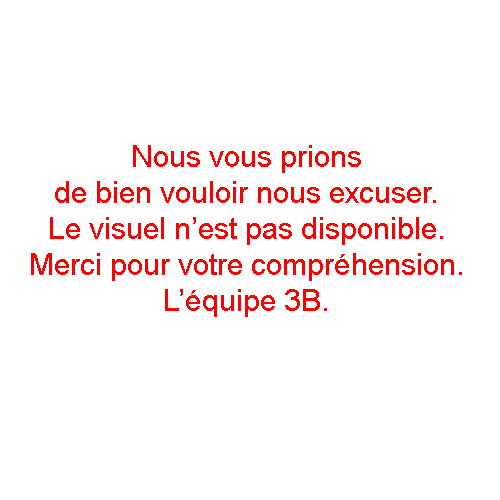 Nous vous prions
de bien vouloir nous excuser.
Le visuel n’est pas disponible.
Merci pour votre compréhension.
L’équipe 3B.